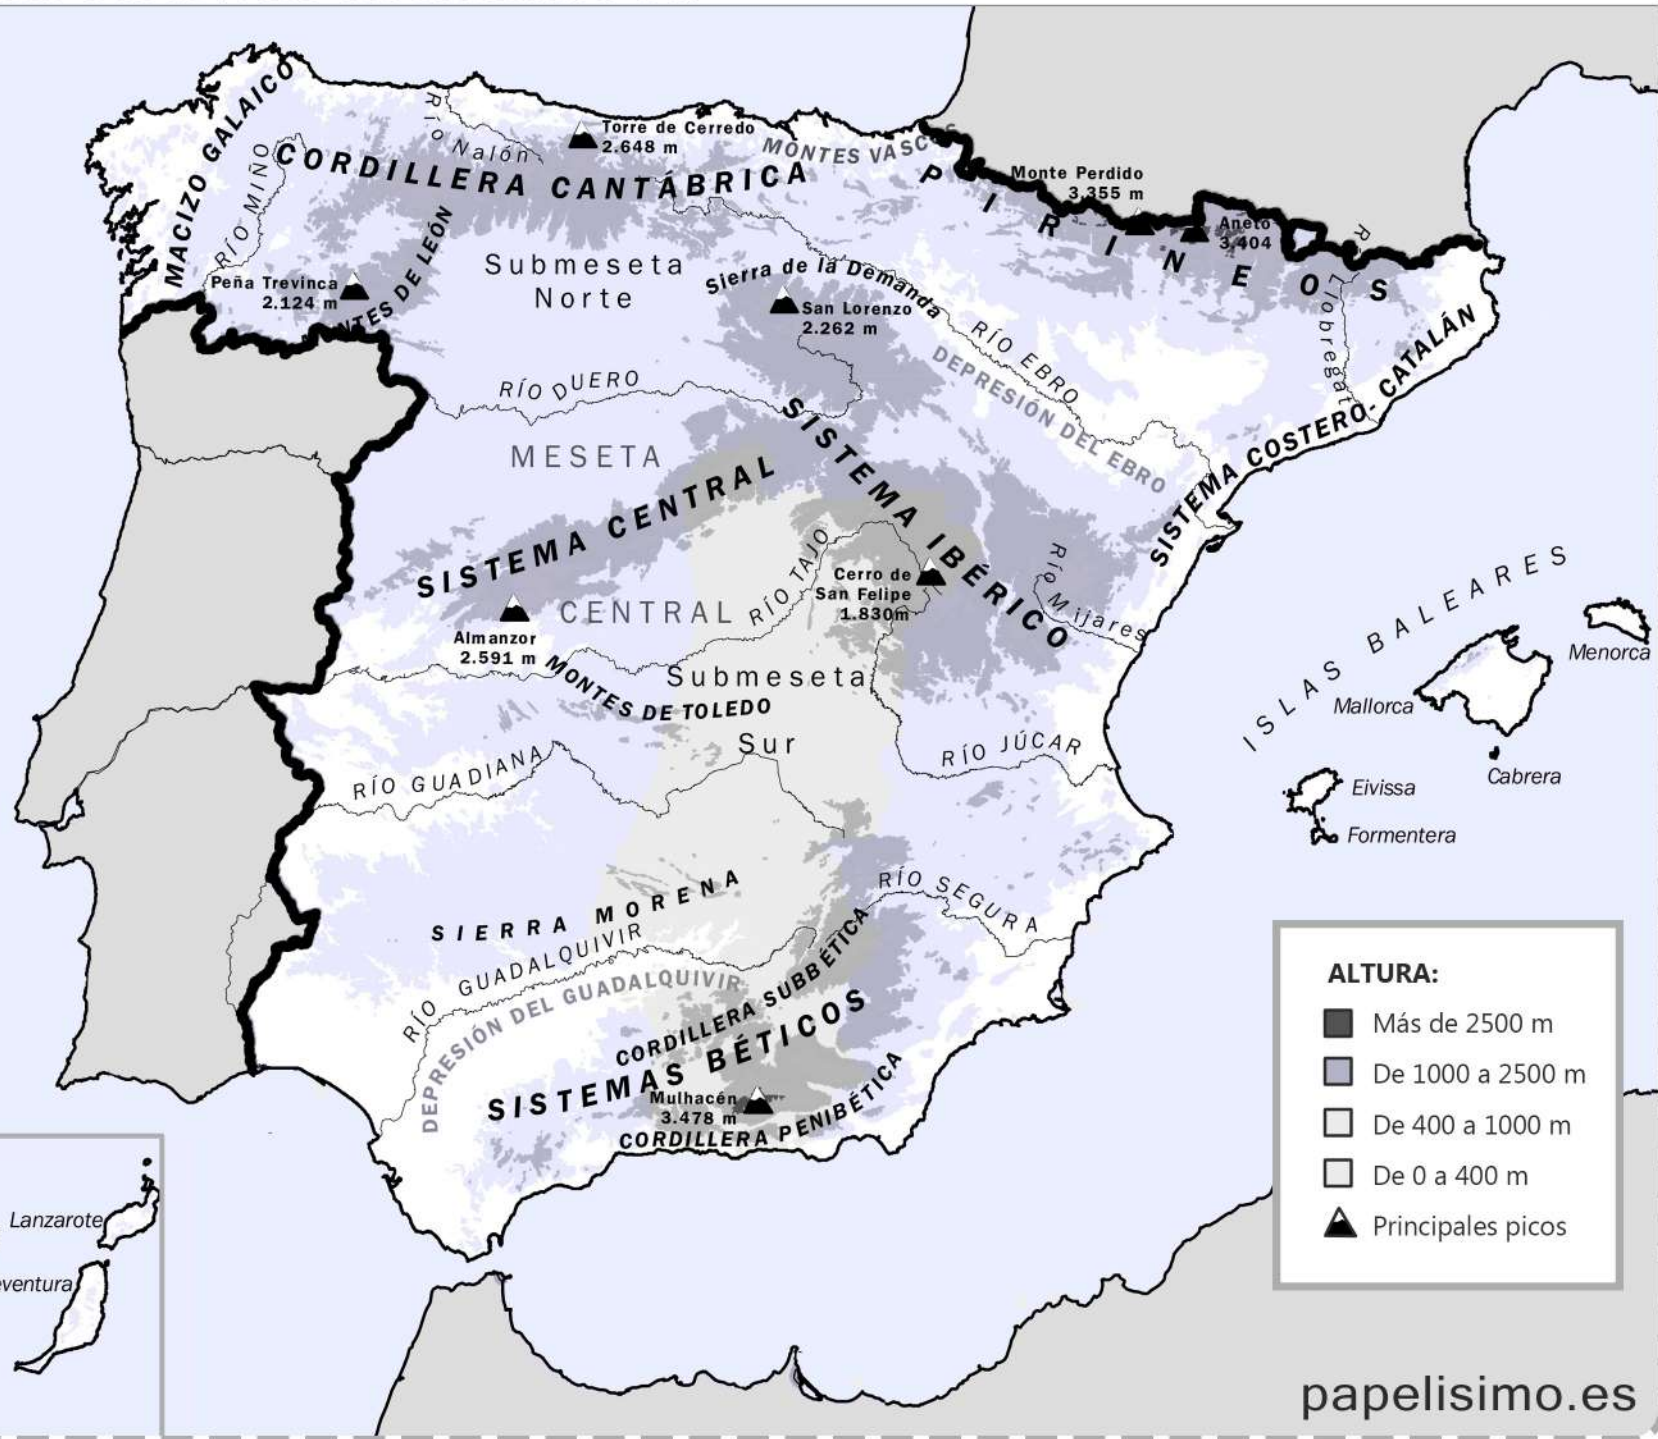 MACIZO GALAICO
RÍO MIÑO
Río Nalón
CORDILLERA CANTÁBRICA
Torre de Cerredo
2.648 m
MONTES VASC
PIRINEOS
Monte Perdido
3.355 m
Aneto
3.404
Peña Trevinca
2.124 m
NTES DE LEÓN
Submeseta
Norte
Sierra de la Demanda
San Lorenzo
2.262 m
RÍO EBRO
DEPRESIÓN DEL EBRO
R
Llobregat
SISTEMA COSTERO- CATALÁN
RÍO DUERO
MESETA
SISTEMA CENTRAL
SISTEMA IBÉRICO
Almanzor
2.591 m
CENTRAL
RÍO TAJO
Cerro de
San Felipe
1.830m
Río Mijares
MONTES DE TOLEDO
Submeseta
Sur
RÍO GUADIANA
RÍO JÚCAR
ISLAS BALEARES
Menorca
Mallorca
Cabrera
Eivissa
Formentera
SIERRA MORENA
RÍO GUADALQUIVIR
DEPRESIÓN DEL GUADALQUIVIR
RÍO SEGURA
CORDILLERA SUBBÉTICA
SISTEMAS BÉTICOS
Mulhacén
3.478 m
CORDILLERA PENIBÉTICA
Lanzarote
eventura
ALTURA:
Más de 2500 m
De 1000 a 2500 m
De 400 a 1000 m
De 0 a 400 m
Principales picos
papelisimo.es